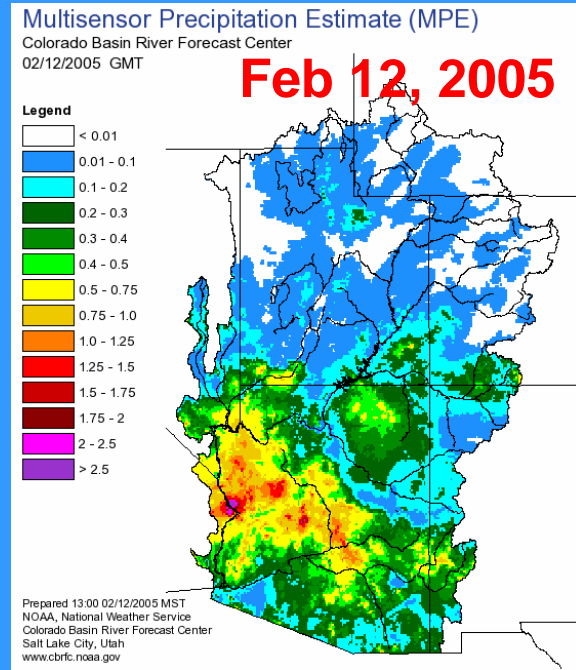 Multisensor Precipitation Estimate (MPE)
Colorado Basin River Forecast Center
02/12/2005 GMT
Feb 12, 2005
Legend
< 0.01
0.01 - 0.1
0.1 - 0.2
0.2 - 0.3
0.3 - 0.4
0.4 - 0.5
0.5 - 0.75
0.75 - 1.0
1.0 - 1.25
1.25 - 1.5
1.5 - 1.75
1.75 - 2
2 - 2.5
> 2.5
Prepared 13:00 02/12/2005 MST
NOAA, National Weather Service
Colorado Basin River Forecast Center
Salt Lake City, Utah
www.cbrfc.noaa.gov